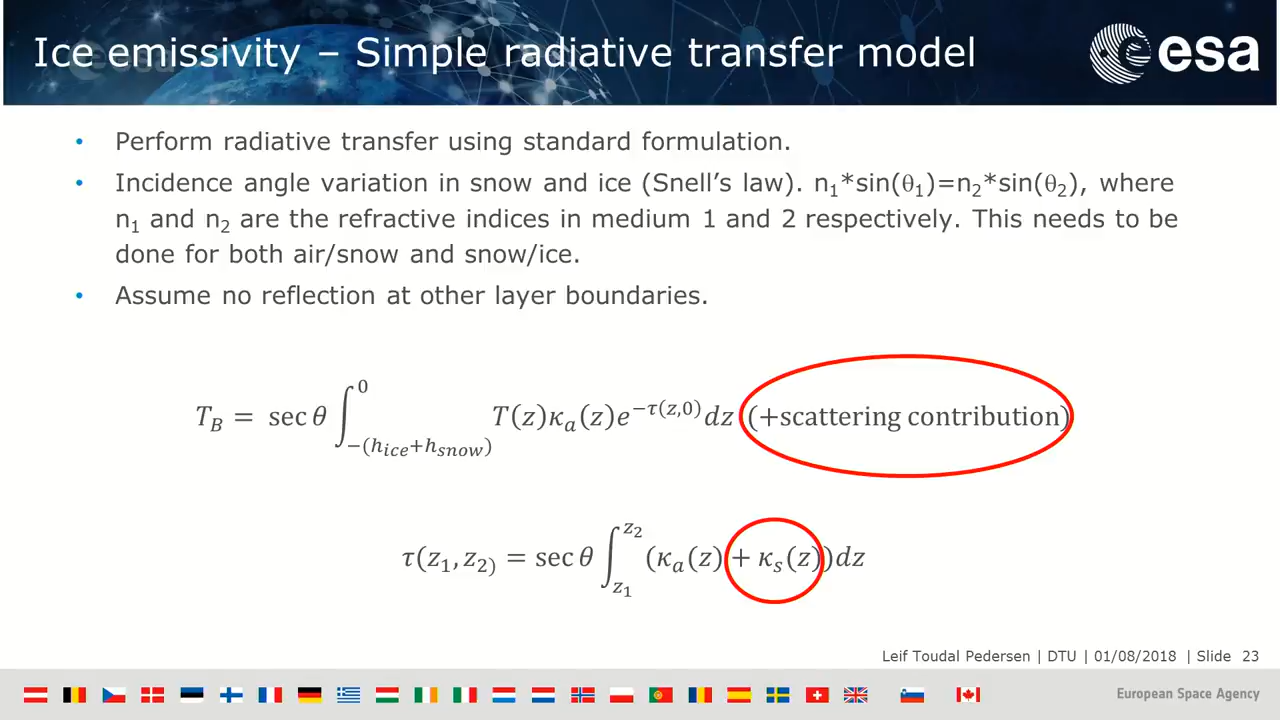 Ice emissivity – Simple radiative transfer model
esa
• Perform radiative transfer using standard formulation.
• Incidence angle variation in snow and ice (Snell’s law). n₁*sin(θ₁)=n₂*sin(θ₂), where
n₁ and n₂ are the refractive indices in medium 1 and 2 respectively. This needs to be
done for both air/snow and snow/ice.
• Assume no reflection at other layer boundaries.
T_B = sec θ ∫_{−(h_ice+h_snow)}^{0} T(z)κ_a(z)e^{−τ(z,0)}dz (+scattering contribution)
τ(z₁, z₂) = sec θ ∫_{z₁}^{z₂} (κ_a(z) + κ_s(z))dz
Leif Toudal Pedersen | DTU | 01/08/2018 | Slide 23
European Space Agency